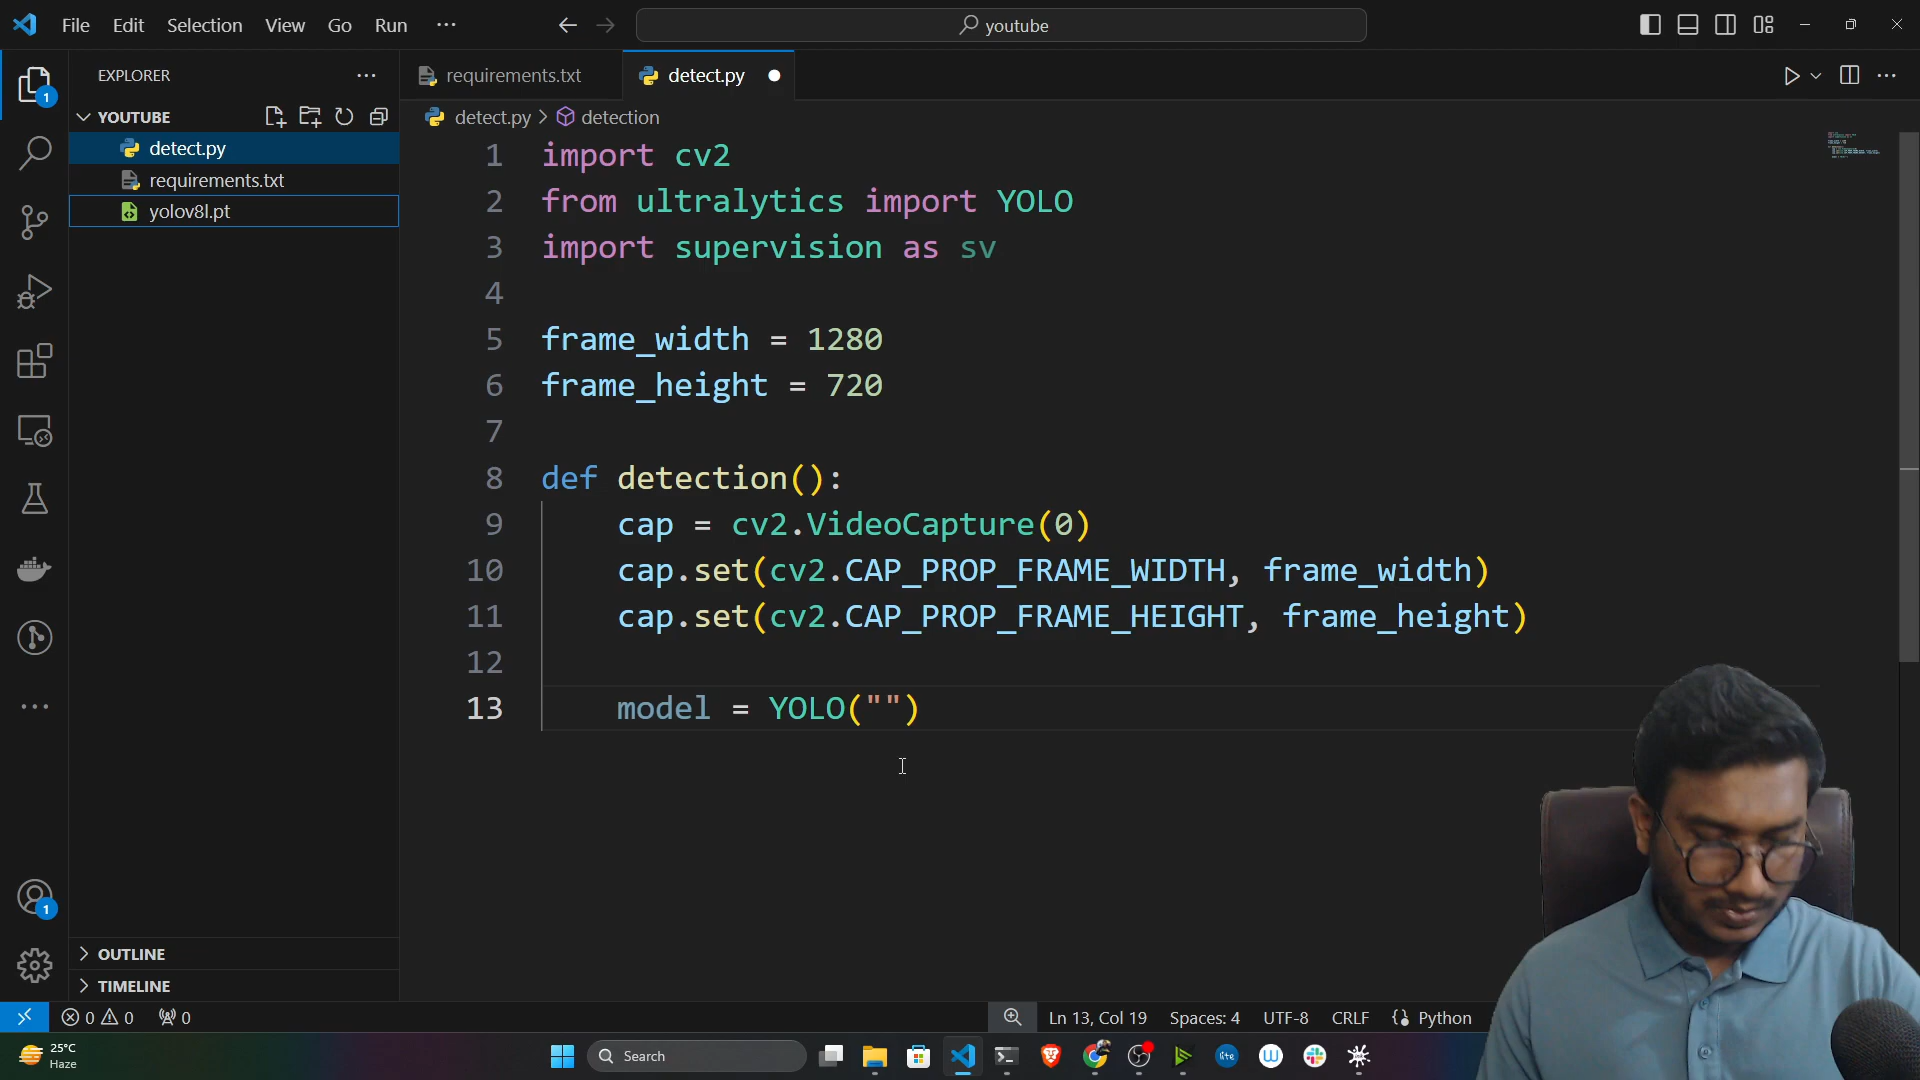 File Edit Selection View Go Run ···
youtube
EXPLORER
YOUTUBE
detect.py
requirements.txt
yolov8l.pt
OUTLINE
TIMELINE
requirements.txt
detect.py
detect.py > detection
1 import cv2
2 from ultralytics import YOLO
3 import supervision as sv
4
5 frame_width = 1280
6 frame_height = 720
7
8 def detection():
9 cap = cv2.VideoCapture(0)
10 cap.set(cv2.CAP_PROP_FRAME_WIDTH, frame_width)
11 cap.set(cv2.CAP_PROP_FRAME_HEIGHT, frame_height)
12
13 model = YOLO("")
1
1
0 0 0 Ln 13, Col 19 Spaces: 4 UTF-8 CRLF Python
25°C
Haze
Search
lite